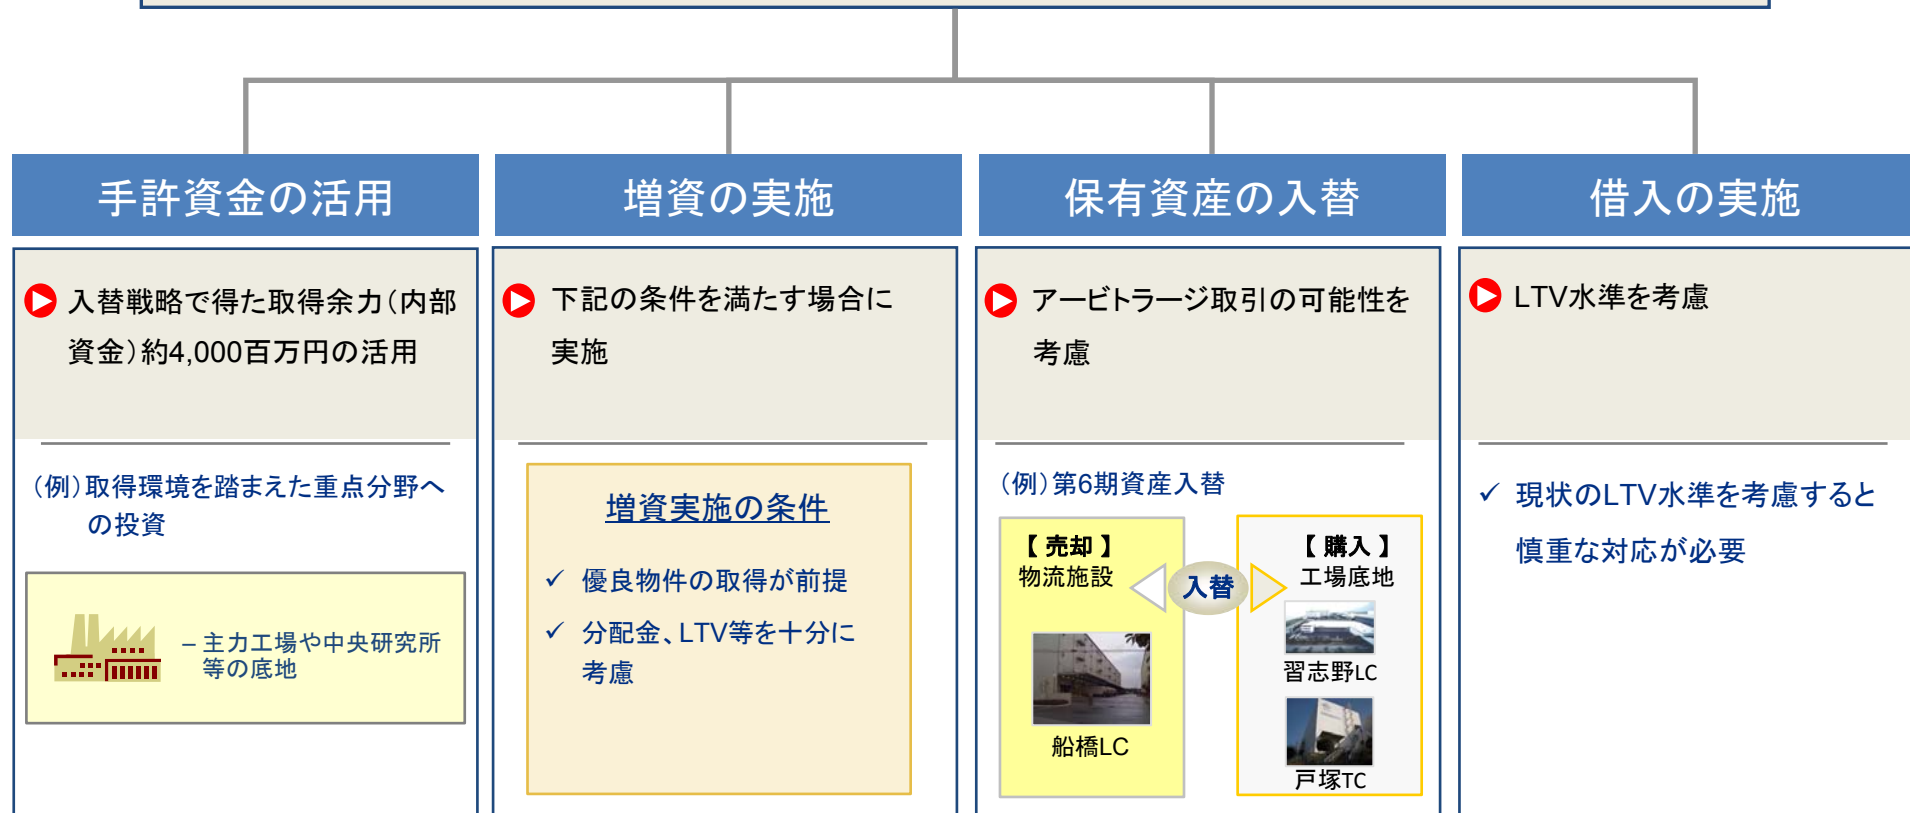 手許資金の活用
入替戦略で得た取得余力（内部
資金）約4,000百万円の活用
（例）取得環境を踏まえた重点分野へ
の投資
– 主力工場や中央研究所
等の底地
増資の実施
下記の条件を満たす場合に
実施
増資実施の条件
✓ 優良物件の取得が前提
✓ 分配金、LTV等を十分に
考慮
保有資産の入替
アービトラージ取引の可能性を
考慮
（例）第6期資産入替
【 売却 】
物流施設
船橋LC
入替
【 購入 】
工場底地
習志野LC
戸塚TC
借入の実施
LTV水準を考慮
✓ 現状のLTV水準を考慮すると
慎重な対応が必要